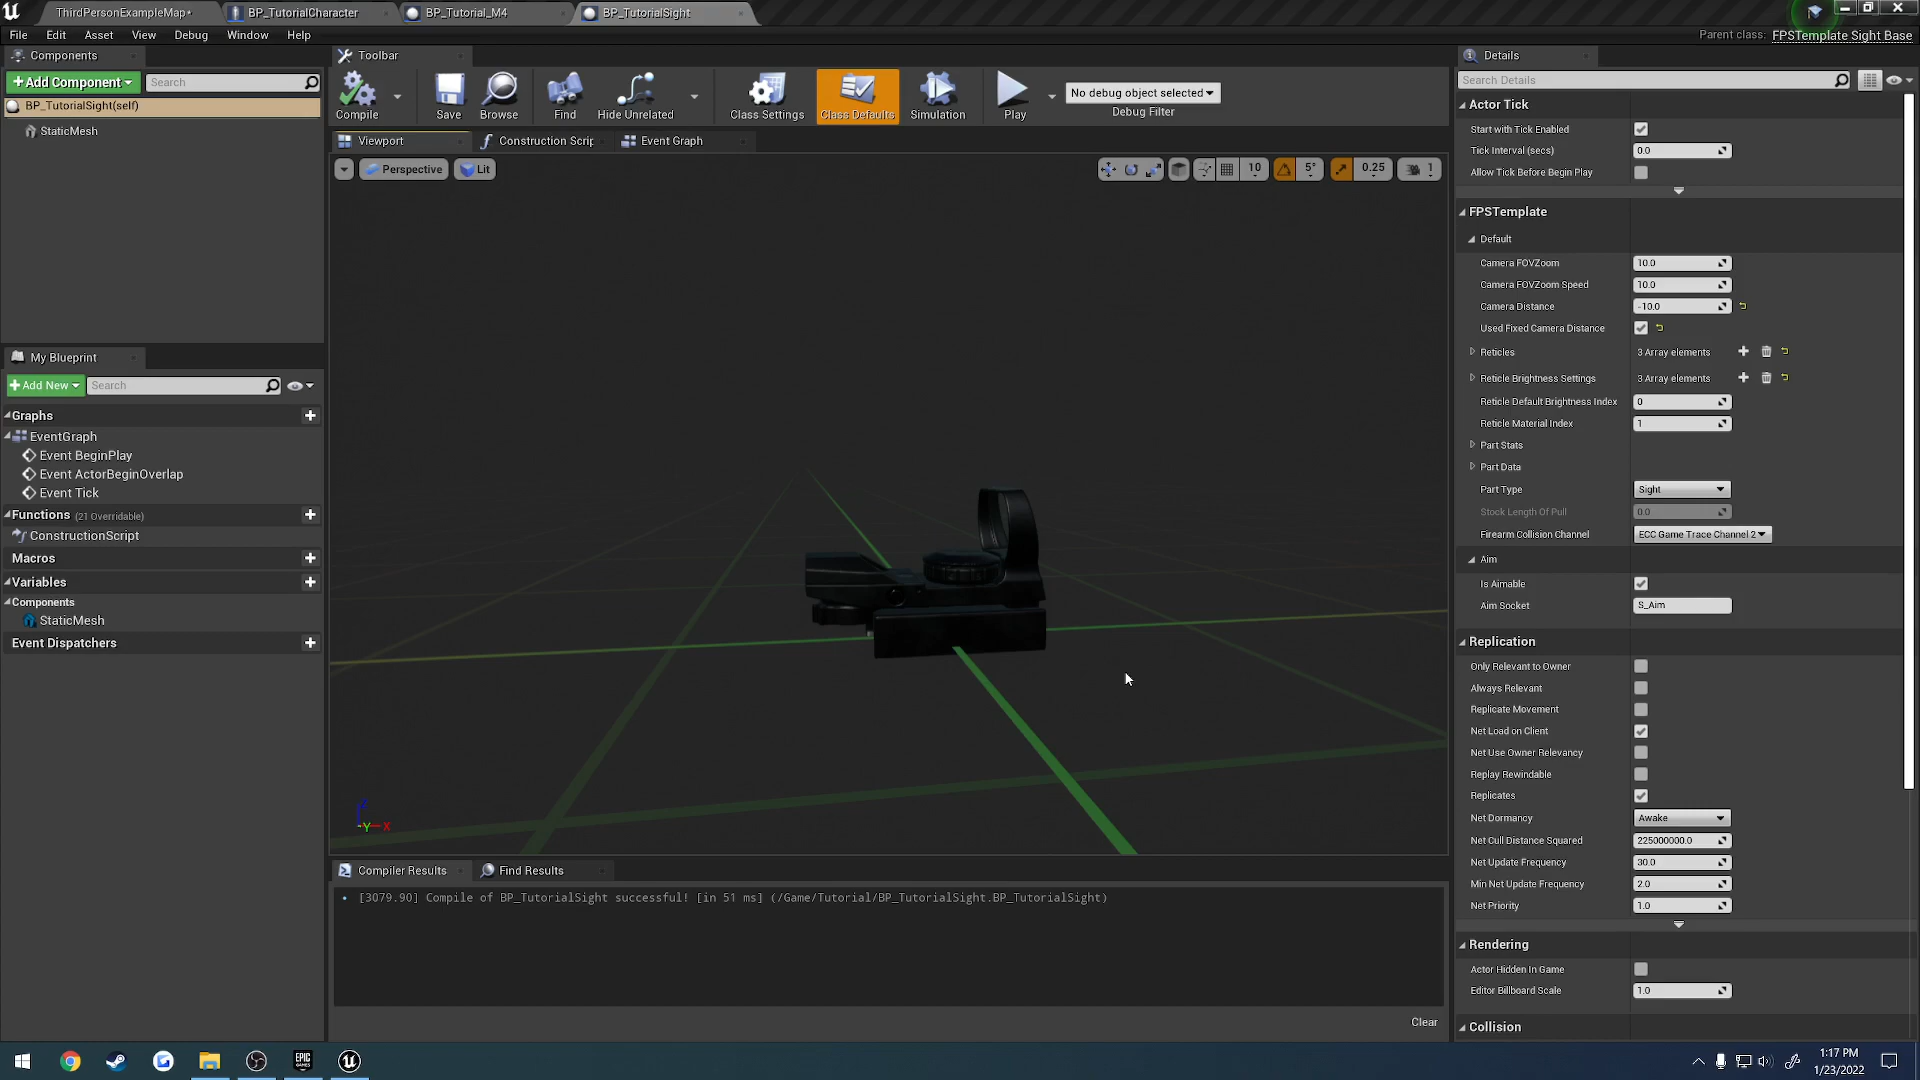 ThirdPersonExampleMap•
BP_TutorialCharacter
BP_Tutorial_M4
BP_TutorialSight
File Edit Asset View Debug Window Help
Parent class: FPSTemplate Sight Base
Components
Add Component
Search
BP_TutorialSight(self)
StaticMesh
My Blueprint
Add New
Search
Graphs
EventGraph
Event BeginPlay
Event ActorBeginOverlap
Event Tick
Functions (21 Overridable)
ConstructionScript
Macros
Variables
Components
StaticMesh
Event Dispatchers
Toolbar
Compile
Save
Browse
Find
Hide Unrelated
Class Settings
Class Defaults
Simulation
Play
No debug object selected
Debug Filter
Viewport
Construction Scrip
Event Graph
Perspective
Lit
10
5°
0.25
1
Z
Y X
Compiler Results
Find Results
[3079.90] Compile of BP_TutorialSight successful! [in 51 ms] (/Game/Tutorial/BP_TutorialSight.BP_TutorialSight)
Clear
Details
Search Details
Actor Tick
Start with Tick Enabled
Tick Interval (secs) 0.0
Allow Tick Before Begin Play
FPSTemplate
Default
Camera FOVZoom 10.0
Camera FOVZoom Speed 10.0
Camera Distance -10.0
Used Fixed Camera Distance
Reticles 3 Array elements
Reticle Brightness Settings 3 Array elements
Reticle Default Brightness Index 0
Reticle Material Index 1
Part Stats
Part Data
Part Type Sight
Stock Length Of Pull 0.0
Firearm Collision Channel ECC Game Trace Channel 2
Aim
Is Aimable
Aim Socket S_Aim
Replication
Only Relevant to Owner
Always Relevant
Replicate Movement
Net Load on Client
Net Use Owner Relevancy
Replay Rewindable
Replicates
Net Dormancy Awake
Net Cull Distance Squared 225000000.0
Net Update Frequency 30.0
Min Net Update Frequency 2.0
Net Priority 1.0
Rendering
Actor Hidden In Game
Editor Billboard Scale 1.0
Collision
EPIC GAMES
1:17 PM
1/23/2022